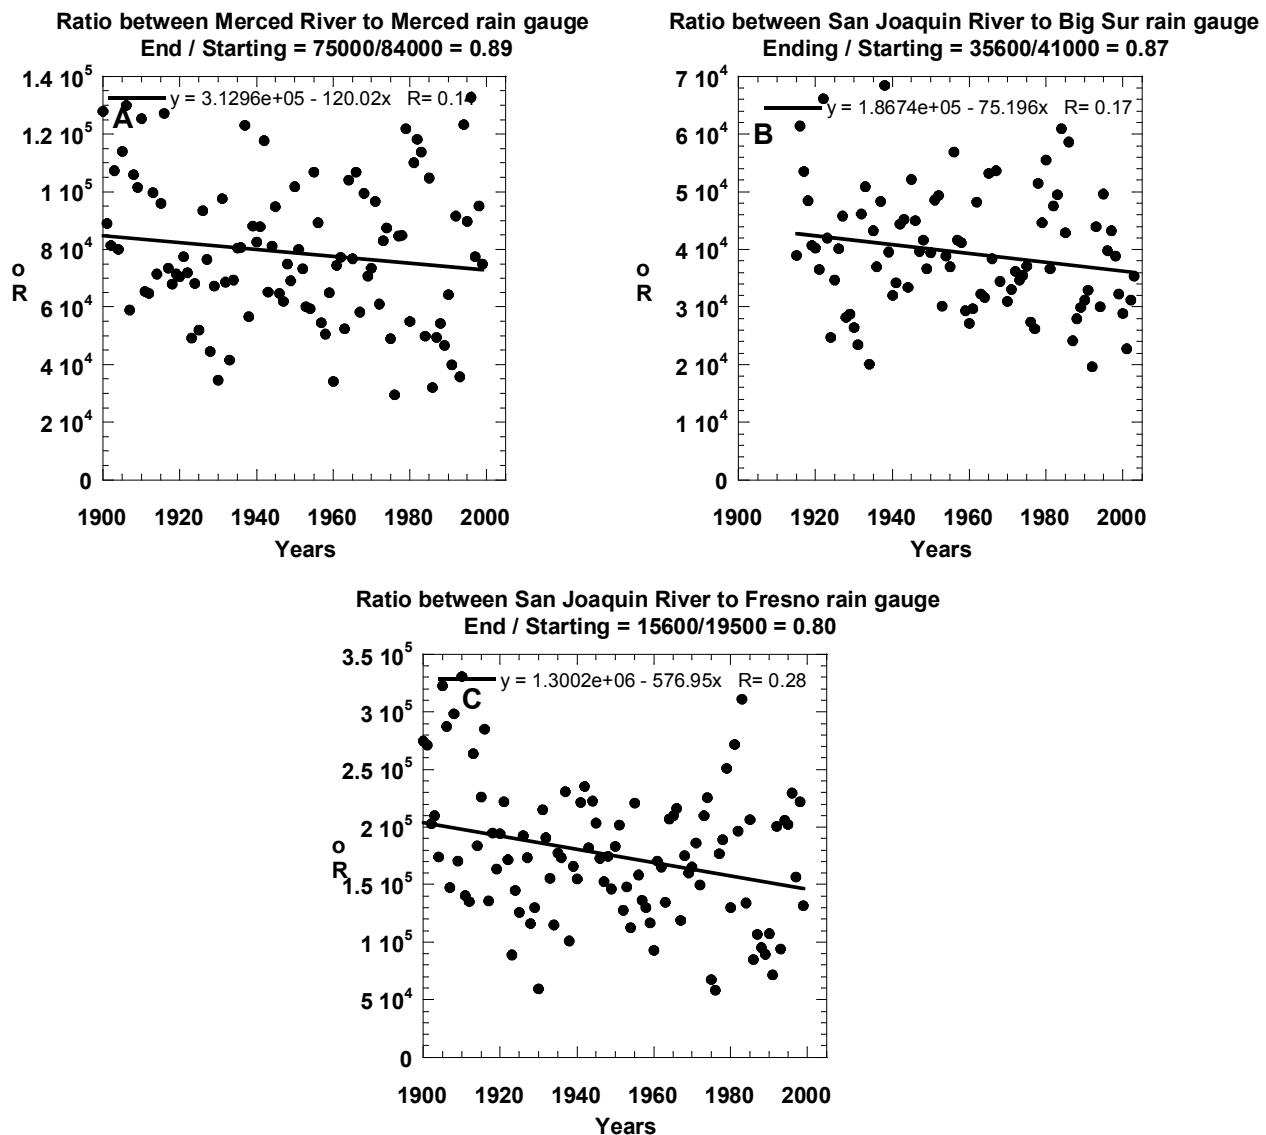 Ratio between Merced River to Merced rain gauge
End / Starting = 75000/84000 = 0.89
1.4 10^5
1.2 10^5
1 10^5
8 10^4
6 10^4
4 10^4
2 10^4
0
o
R
A
y = 3.1296e+05 - 120.02x R= 0.14
1900 1920 1940 1960 1980 2000
Years
Ratio between San Joaquin River to Big Sur rain gauge
Ending / Starting = 35600/41000 = 0.87
7 10^4
6 10^4
5 10^4
4 10^4
3 10^4
2 10^4
1 10^4
0
o
R
B
y = 1.8674e+05 - 75.196x R= 0.17
1900 1920 1940 1960 1980 2000
Years
Ratio between San Joaquin River to Fresno rain gauge
End / Starting = 15600/19500 = 0.80
3.5 10^5
3 10^5
2.5 10^5
2 10^5
1.5 10^5
1 10^5
5 10^4
0
o
R
C
y = 1.3002e+06 - 576.95x R= 0.28
1900 1920 1940 1960 1980 2000
Years